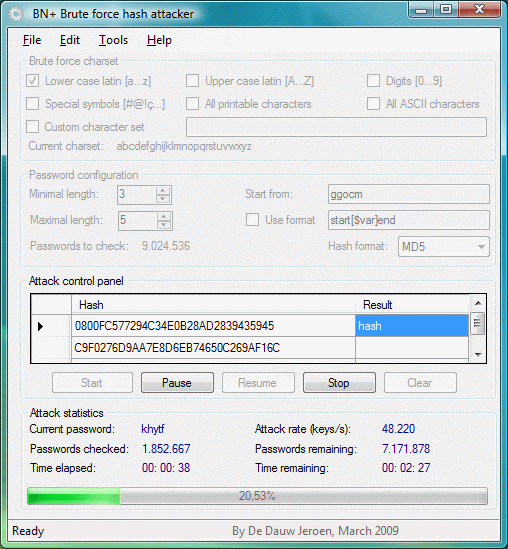 BN+ Brute force hash attacker
File Edit Tools Help
Brute force charset
Lower case latin [a...z] Upper case latin [A...Z] Digits [0...9]
Special symbols [#@!ç...] All printable characters All ASCII characters
Custom character set
Current charset: abcdefghijklmnopqrstuvwxyz
Password configuration
Minimal length: 3 Start from: ggocm
Maximal length: 5 Use format start[$var]end
Passwords to check: 9.024.536 Hash format: MD5
Attack control panel
Hash Result
0800FC577294C34E0B28AD2839435945 hash
C9F0276D9AA7E8D6EB74650C269AF16C
Start Pause Resume Stop Clear
Attack statistics
Current password: khytf Attack rate (keys/s): 48.220
Passwords checked: 1.852.667 Passwords remaining: 7.171.878
Time elapsed: 00: 00: 38 Time remaining: 00: 02: 27
20,53%
Ready By De Dauw Jeroen, March 2009